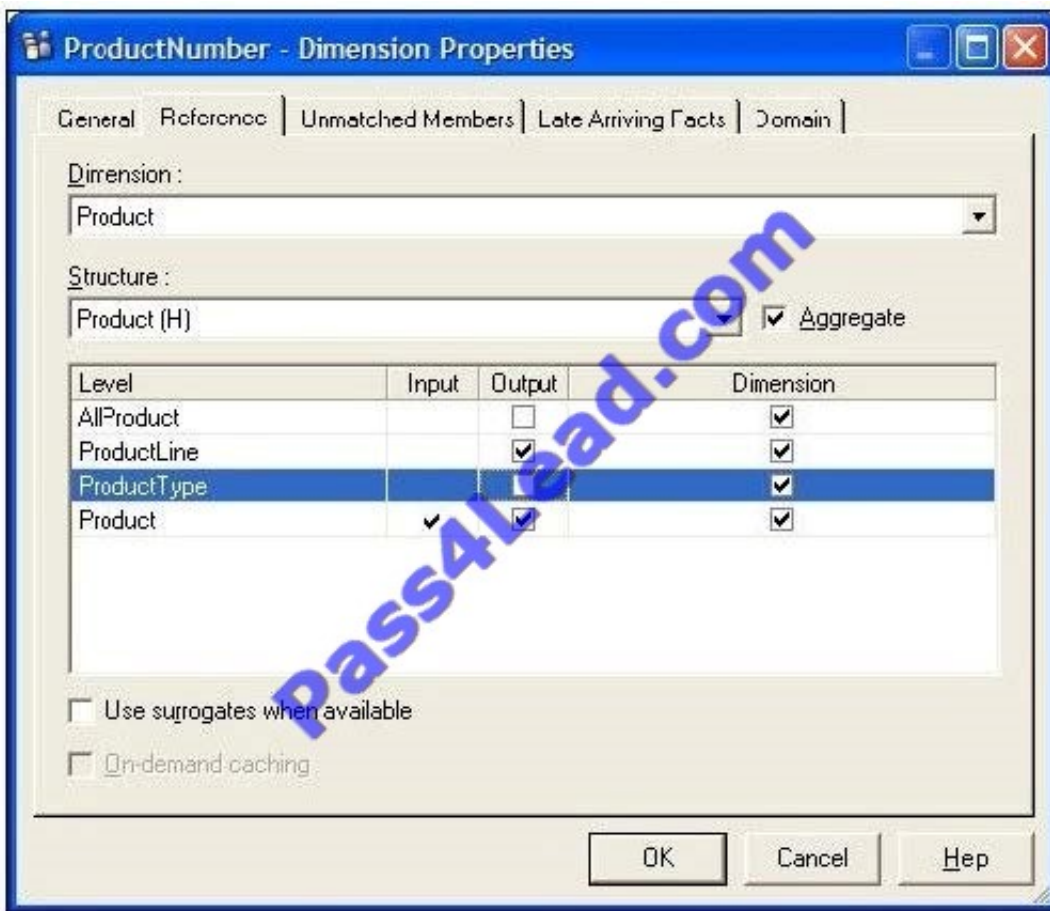 ProductNumber - Dimension Properties
General Reference Unmatched Members Late Arriving Facts Domain
Dimension :
Product
Structure :
Product (H) Aggregate
Level Input Output Dimension
AllProduct
ProductLine
ProductType
Product
Use surrogates when available
On-demand caching
OK Cancel Help
Pass4Lead.com